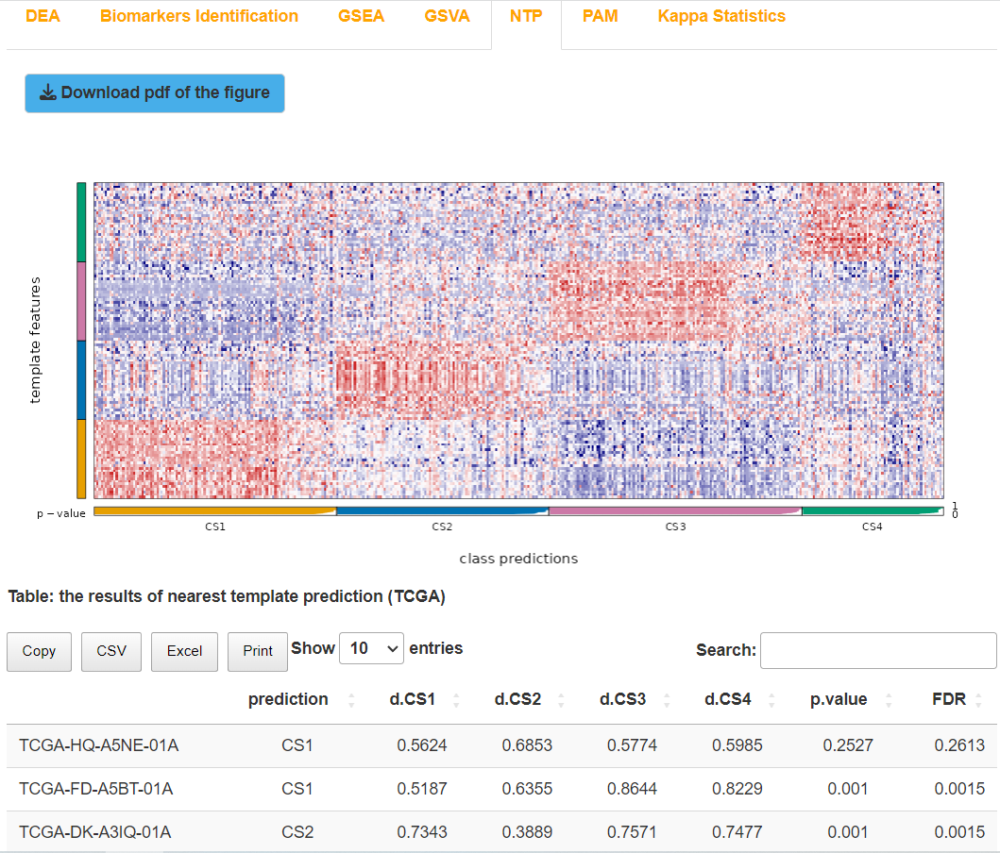 DEA Biomarkers Identification GSEA GSVA NTP PAM Kappa Statistics
Download pdf of the figure
template features
p – value
1
0
CS1 CS2 CS3 CS4
class predictions
Table: the results of nearest template prediction (TCGA)
Copy CSV Excel Print Show 10 entries Search:
prediction d.CS1 d.CS2 d.CS3 d.CS4 p.value FDR
TCGA-HQ-A5NE-01A CS1 0.5624 0.6853 0.5774 0.5985 0.2527 0.2613
TCGA-FD-A5BT-01A CS1 0.5187 0.6355 0.8644 0.8229 0.001 0.0015
TCGA-DK-A3IQ-01A CS2 0.7343 0.3889 0.7571 0.7477 0.001 0.0015